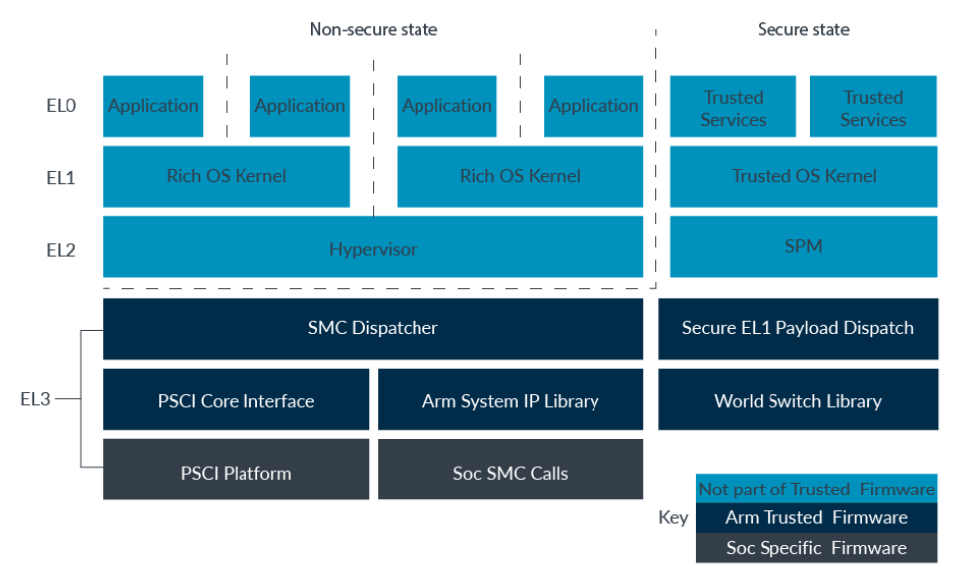 Non-secure state
Secure state
EL0
Application
Application
Application
Application
Trusted
Services
Trusted
Services
EL1
Rich OS Kernel
Rich OS Kernel
Trusted OS Kernel
EL2
Hypervisor
SPM
EL3
SMC Dispatcher
Secure EL1 Payload Dispatch
PSCI Core Interface
Arm System IP Library
World Switch Library
PSCI Platform
Soc SMC Calls
Key
Not part of Trusted Firmware
Arm Trusted Firmware
Soc Specific Firmware